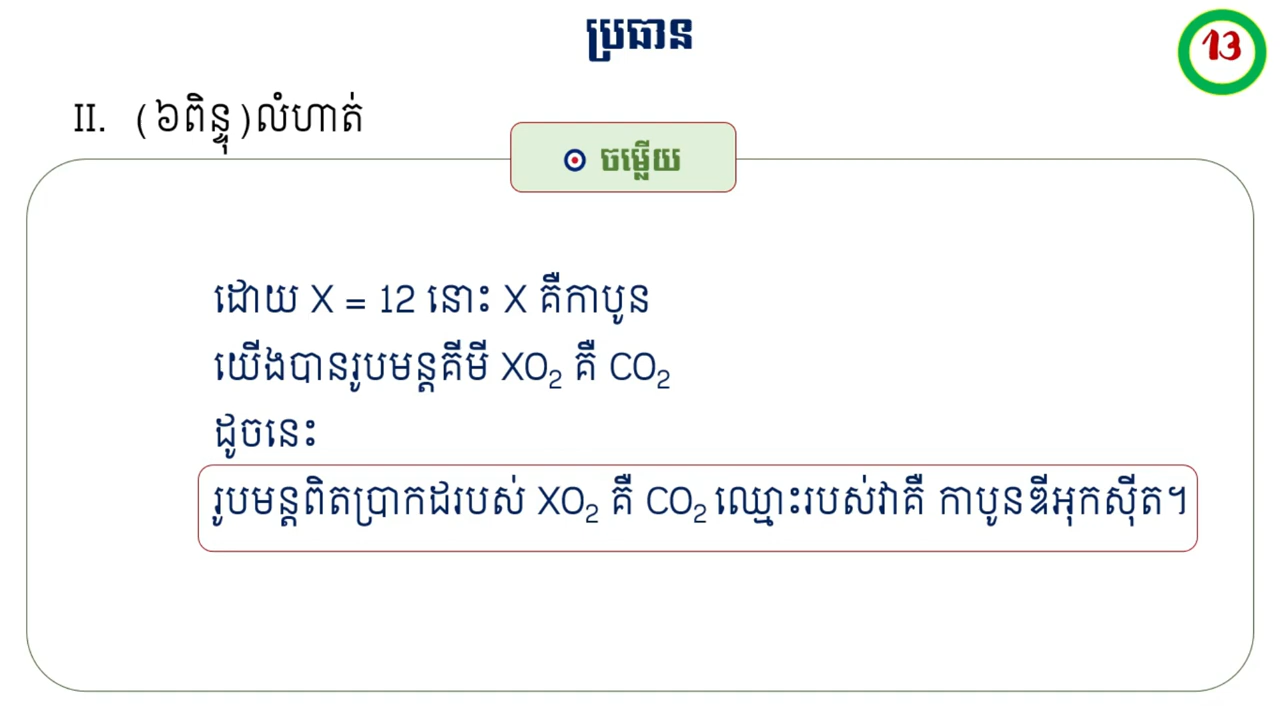 ប្រធាន
13
II. (៦ពិន្ទុ)លំហាត់
ចម្លើយ
ដោយ X = 12 នោះ X គឺកាបូន
យើងបានរូបមន្តគីមី XO₂ គឺ CO₂
ដូចនេះ
រូបមន្តពិតប្រាកដរបស់ XO₂ គឺ CO₂ ឈ្មោះរបស់វាគឺ កាបូនឌីអុកស៊ីត។